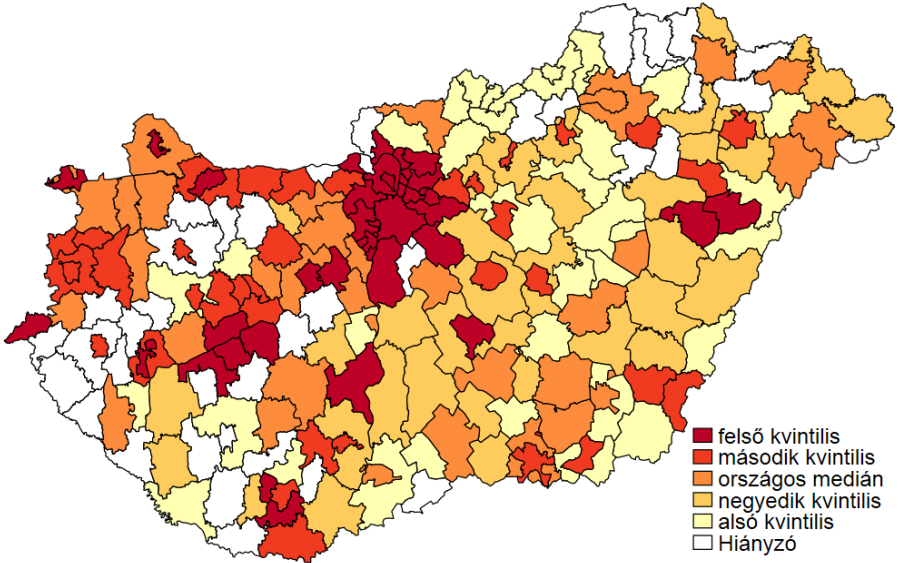 felső kvintilis
második kvintilis
országos medián
negyedik kvintilis
alsó kvintilis
Hiányzó